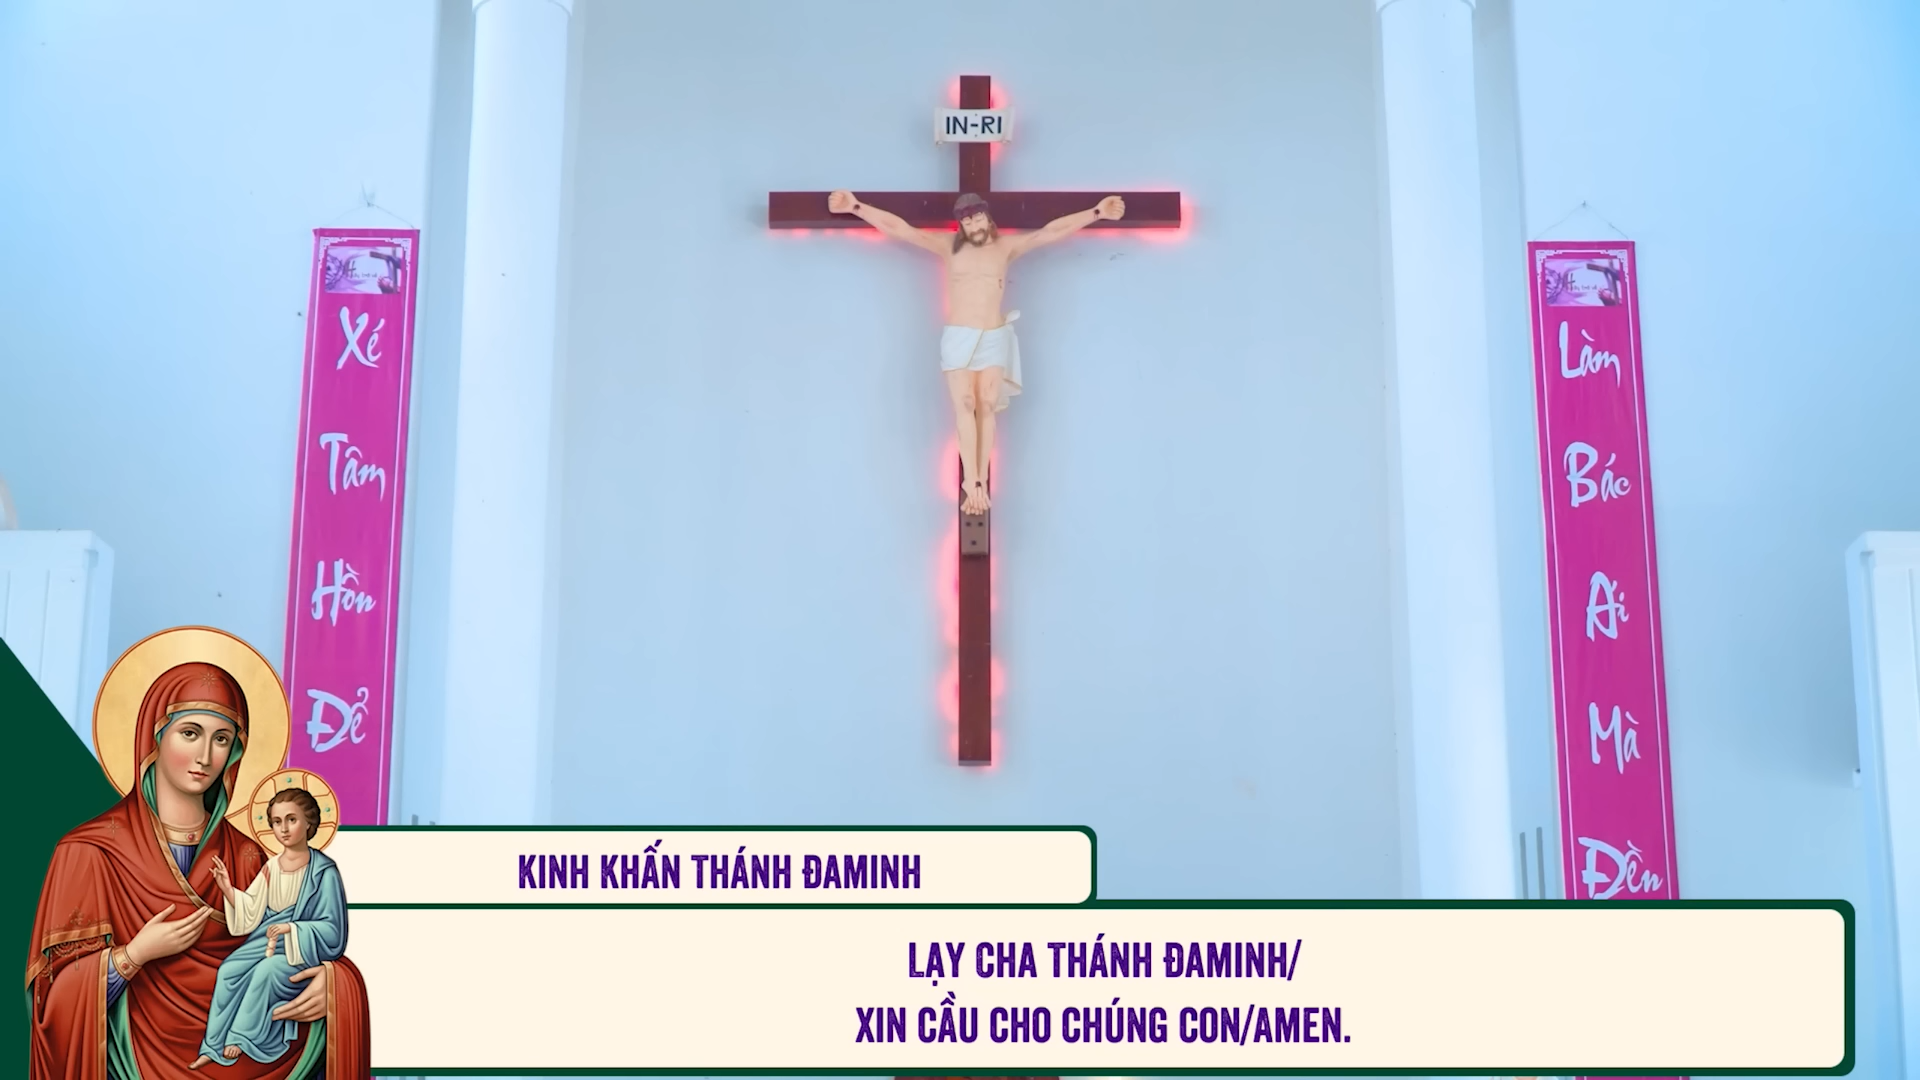 IN-RI
Xé
Tâm
Hồn
Để
Làm
Bác
Ái
Mà
Đền
KINH KHẤN THÁNH ĐAMINH
LẠY CHA THÁNH ĐAMINH/
XIN CẦU CHO CHÚNG CON/AMEN.